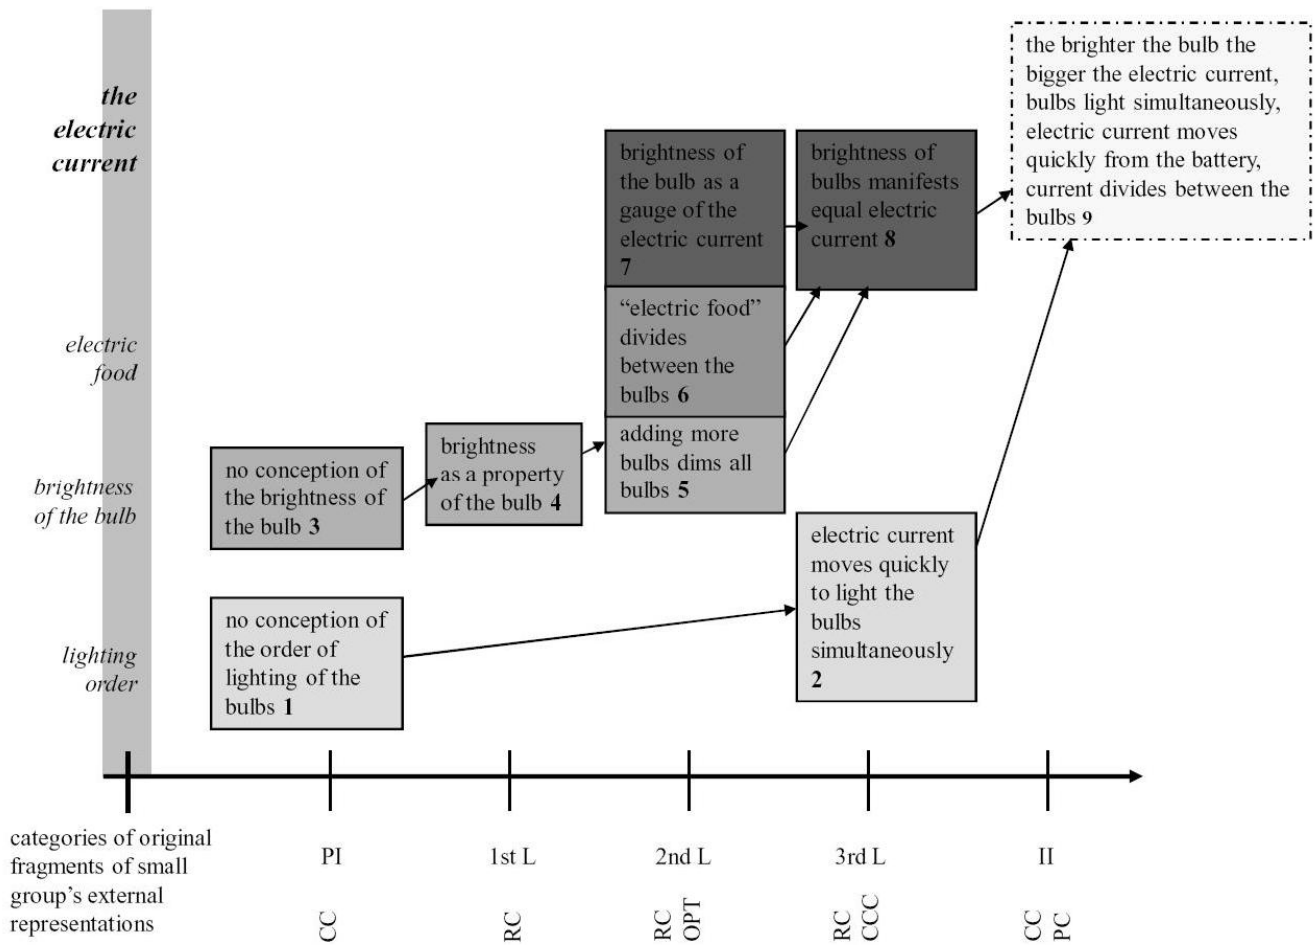 the
electric
current
electric
food
brightness
of the bulb
lighting
order
no conception of
the brightness of
the bulb 3
no conception of
the order of
lighting of the
bulbs 1
brightness
as a property
of the bulb 4
brightness of
the bulb as a
gauge of the
electric current
7
“electric food”
divides
between the
bulbs 6
adding more
bulbs dims all
bulbs 5
brightness of
bulbs manifests
equal electric
current 8
electric current
moves quickly
to light the
bulbs
simultaneously
2
the brighter the bulb the
bigger the electric current,
bulbs light simultaneously,
electric current moves
quickly from the battery,
current divides between the
bulbs 9
categories of original
fragments of small
group’s external
representations
PI
1st L
2nd L
3rd L
II
CC
RC
RC
OPT
RC
CCC
CC
PC